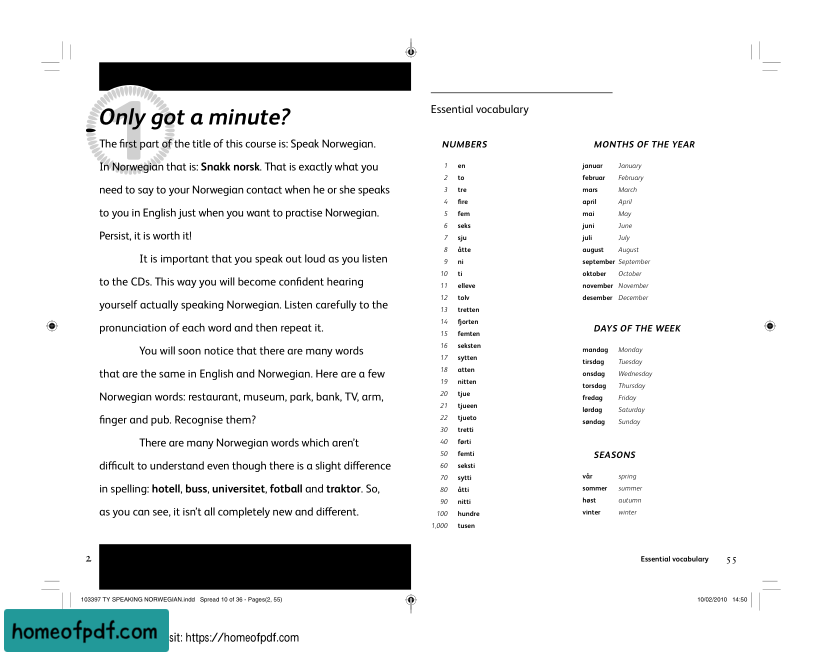 1
Only got a minute?
The first part of the title of this course is: Speak Norwegian.
In Norwegian that is: Snakk norsk. That is exactly what you
need to say to your Norwegian contact when he or she speaks
to you in English just when you want to practise Norwegian.
Persist, it is worth it!
It is important that you speak out loud as you listen
to the CDs. This way you will become confident hearing
yourself actually speaking Norwegian. Listen carefully to the
pronunciation of each word and then repeat it.
You will soon notice that there are many words
that are the same in English and Norwegian. Here are a few
Norwegian words: restaurant, museum, park, bank, TV, arm,
finger and pub. Recognise them?
There are many Norwegian words which aren't
difficult to understand even though there is a slight difference
in spelling: hotell, buss, universitet, fotball and traktor. So,
as you can see, it isn't all completely new and different.
2
Essential vocabulary
NUMBERS
1 en
2 to
3 tre
4 fire
5 fem
6 seks
7 sju
8 åtte
9 ni
10 ti
11 elleve
12 tolv
13 tretten
14 fjorten
15 femten
16 seksten
17 sytten
18 atten
19 nitten
20 tjue
21 tjueen
22 tjueto
30 tretti
40 førti
50 femti
60 seksti
70 sytti
80 åtti
90 nitti
100 hundre
1,000 tusen
MONTHS OF THE YEAR
januar January
februar February
mars March
april April
mai May
juni June
juli July
august August
september September
oktober October
november November
desember December
DAYS OF THE WEEK
mandag Monday
tirsdag Tuesday
onsdag Wednesday
torsdag Thursday
fredag Friday
lørdag Saturday
søndag Sunday
SEASONS
vår spring
sommer summer
høst autumn
vinter winter
Essential vocabulary 55
103397 TY SPEAKING NORWEGIAN.indd Spread 10 of 36 - Pages(2, 55)
10/02/2010 14:50
homeofpdf.com
sit: https://homeofpdf.com